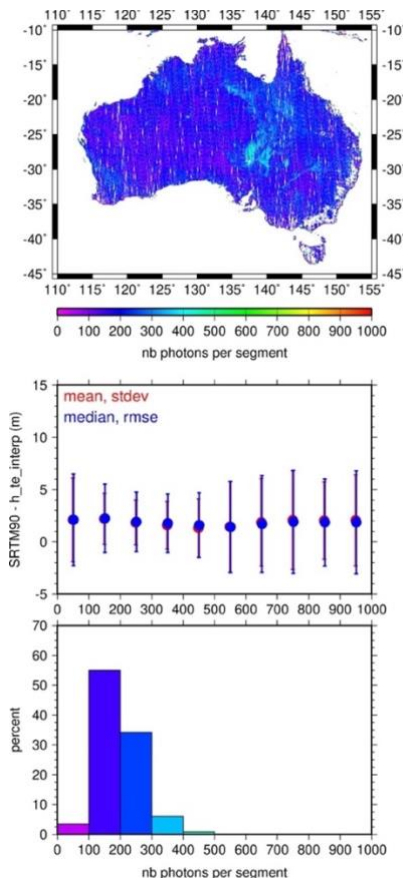 110° 115° 120° 125° 130° 135° 140° 145° 150° 155°
-10° -10°
-15° -15°
-20° -20°
-25° -25°
-30° -30°
-35° -35°
-40° -40°
-45° -45°
110° 115° 120° 125° 130° 135° 140° 145° 150° 155°
0 100 200 300 400 500 600 700 800 900 1000
nb photons per segment
15
mean, stdev
median, rmse
10
5
0
-5
SRTM90 - h_te_interp (m)
0 100 200 300 400 500 600 700 800 900 1000
70
60
50
40
30
20
10
0
percent
0 100 200 300 400 500 600 700 800 900 1000
nb photons per segment